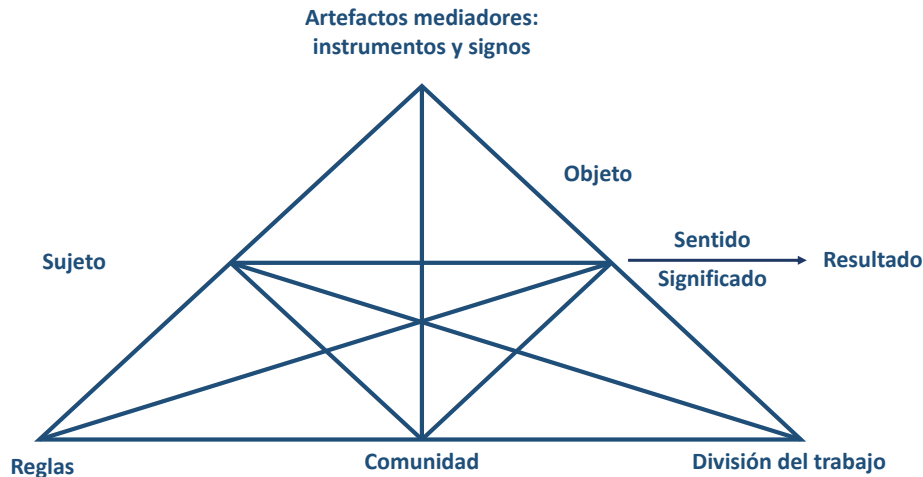 Artefactos mediadores:
instrumentos y signos
Objeto
Sujeto
Sentido
Significado
Resultado
Reglas
Comunidad
División del trabajo